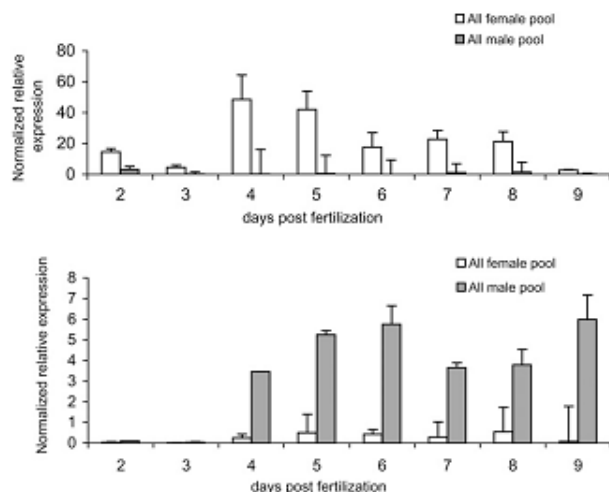 All female pool
All male pool
Normalized relative
expression
80
60
40
20
0
2 3 4 5 6 7 8 9
days post fertilization
All female pool
All male pool
Normalized relative expression
8
7
6
5
4
3
2
1
0
2 3 4 5 6 7 8 9
days post fertilization